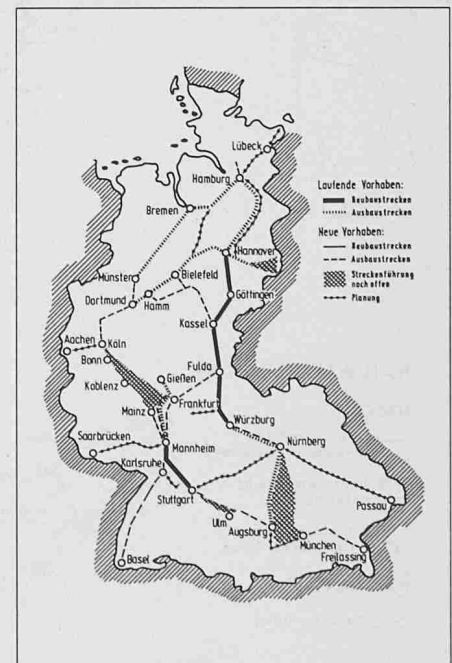 Lübeck
Hamburg
Laufende Vorhaben:
Neubaustrecken
Ausbaustrecken
Bremen
Neue Vorhaben:
Neubaustrecken
Ausbaustrecken
Streckenführung
noch offen
Planung
Hannover
Münster
Bielefeld
Göttingen
Dortmund
Hamm
Kassel
Aachen
Köln
Bonn
Fulda
Gießen
Koblenz
Frankfurt
Mainz
Würzburg
Saarbrücken
Nürnberg
Mannheim
Karlsruhe
Stuttgart
Passau
Ulm
Augsburg
München
Freilassing
Basel